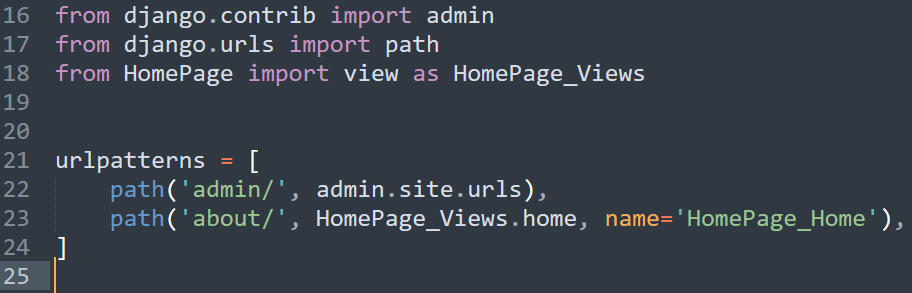 16 from django.contrib import admin
17 from django.urls import path
18 from HomePage import view as HomePage_Views
19
20
21 urlpatterns = [
22     path('admin/', admin.site.urls),
23     path('about/', HomePage_Views.home, name='HomePage_Home'),
24 ]
25